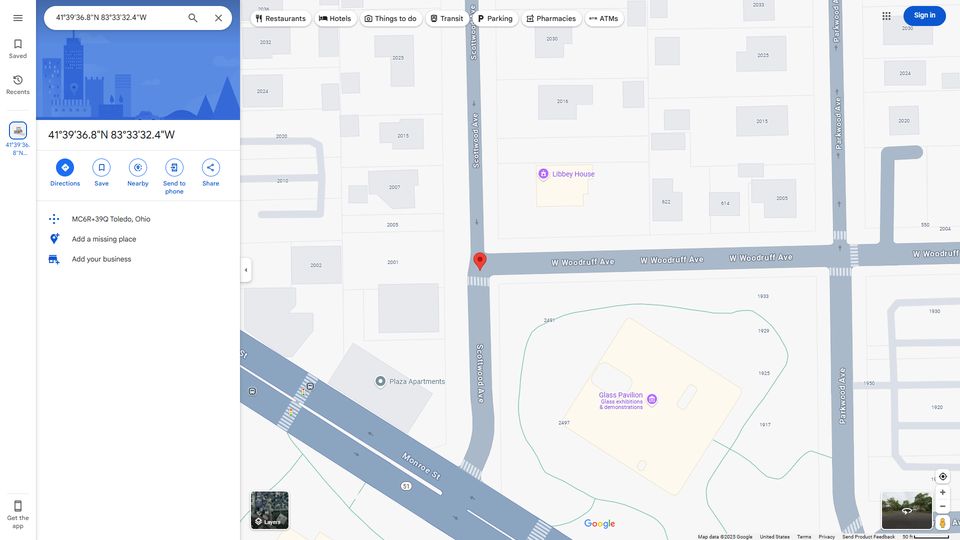 41°39'36.8"N 83°33'32.4"W
Restaurants
Hotels
Things to do
Transit
Parking
Pharmacies
ATMs
Sign in
Saved
Recents
41°39'36.
8"N...
41°39'36.8"N 83°33'32.4"W
Directions
Save
Nearby
Send to
phone
Share
MC6R+39Q Toledo, Ohio
Add a missing place
Add your business
Get the
app
2032
2025
2024
2030
2015
2010
2007
2005
2002
2001
2030
2033
2025
2016
2015
622
614
2005
2024
2020
550
2004
Scottwood Ave
Scottwood Ave
Parkwood Ave
Parkwood Ave
Libbey House
W Woodruff Ave
W Woodruff Ave
W Woodruff Ave
W Woodruff
1933
2491
1929
1925
1917
2497
1930
1950
1920
Plaza Apartments
Glass Pavilion
Glass exhibitions
& demonstrations
Monroe St
51
St
Layers
Google
Map data ©2025 Google
United States
Terms
Privacy
Send Product Feedback
50 ft